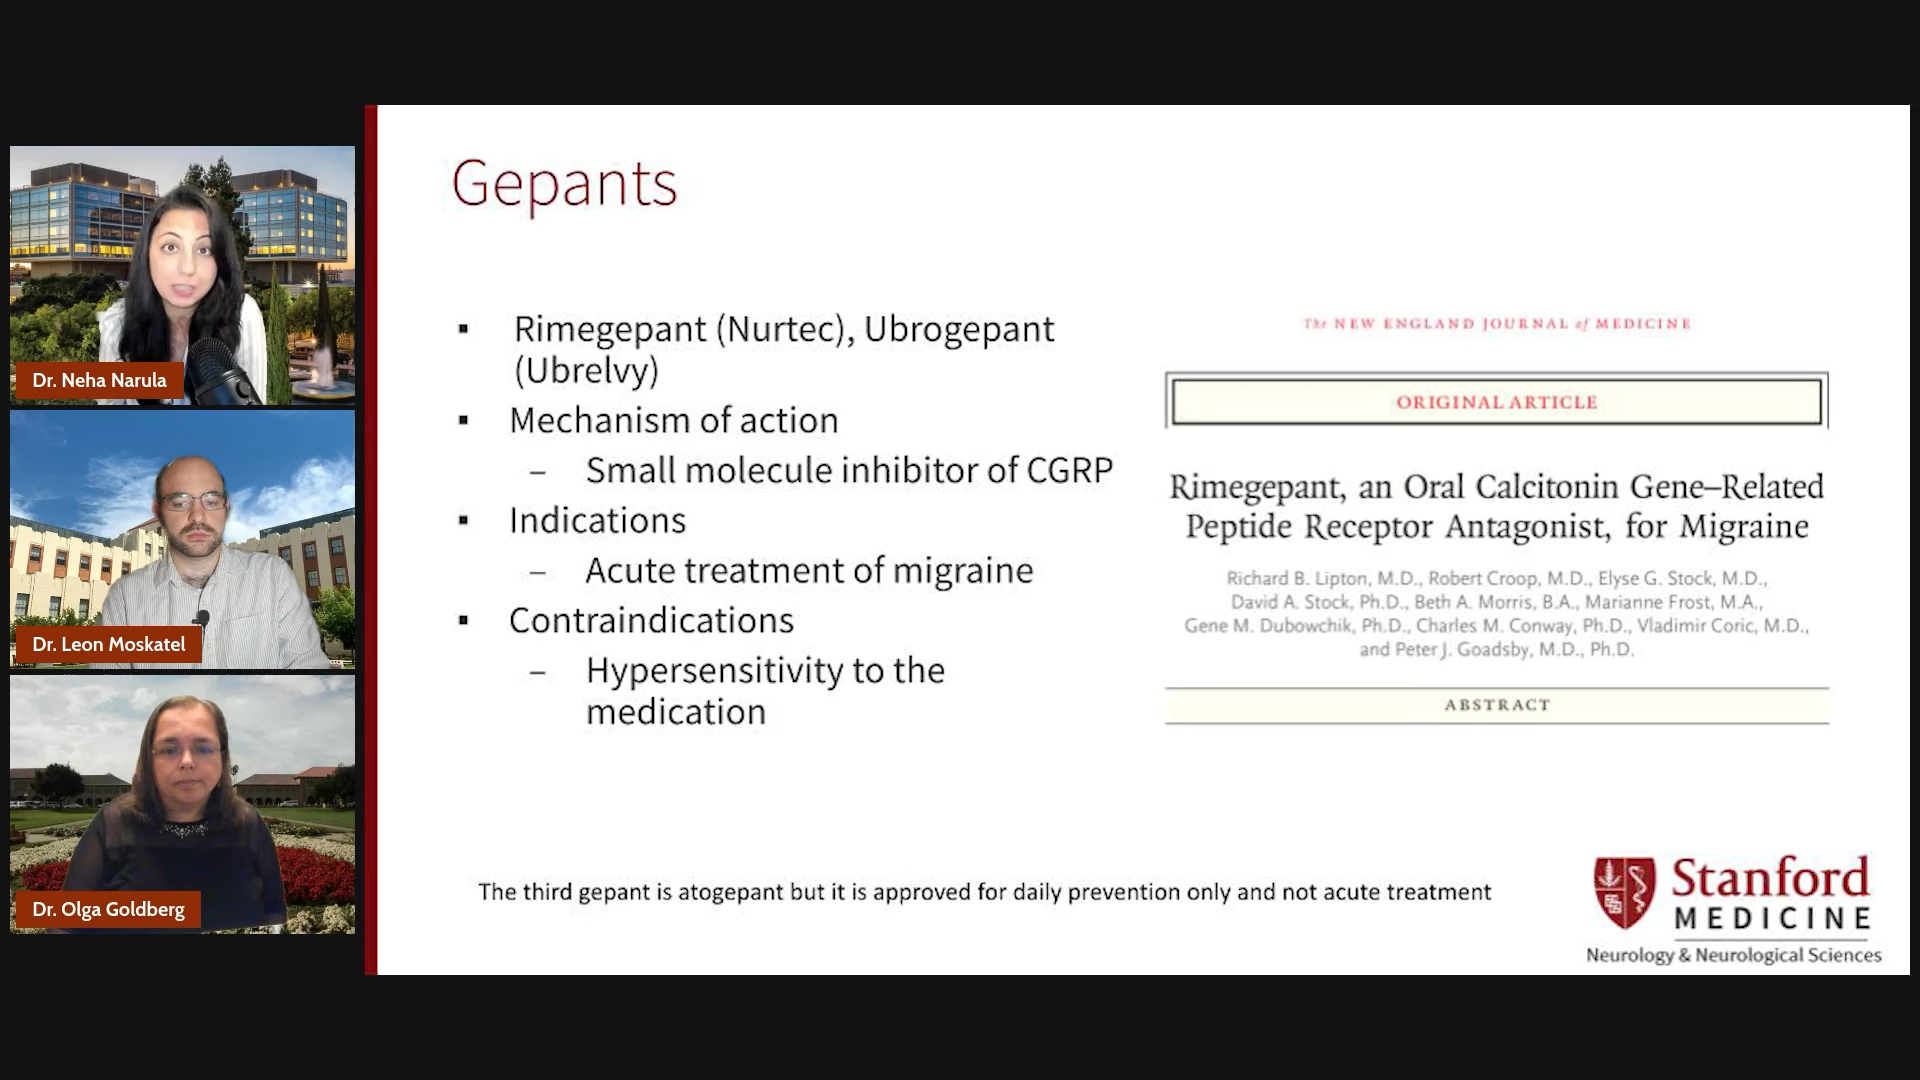 Gepants
▪ Rimegepant (Nurtec), Ubrogepant
(Ubrelvy)
▪ Mechanism of action
– Small molecule inhibitor of CGRP
▪ Indications
– Acute treatment of migraine
▪ Contraindications
– Hypersensitivity to the
medication
The NEW ENGLAND JOURNAL of MEDICINE
ORIGINAL ARTICLE
Rimegepant, an Oral Calcitonin Gene–Related
Peptide Receptor Antagonist, for Migraine
Richard B. Lipton, M.D., Robert Croop, M.D., Elyse G. Stock, M.D.,
David A. Stock, Ph.D., Beth A. Morris, B.A., Marianne Frost, M.A.,
Gene M. Dubowchik, Ph.D., Charles M. Conway, Ph.D., Vladimir Coric, M.D.,
and Peter J. Goadsby, M.D., Ph.D.
ABSTRACT
The third gepant is atogepant but it is approved for daily prevention only and not acute treatment
Stanford
MEDICINE
Neurology & Neurological Sciences
Dr. Neha Narula
Dr. Leon Moskatel
Dr. Olga Goldberg